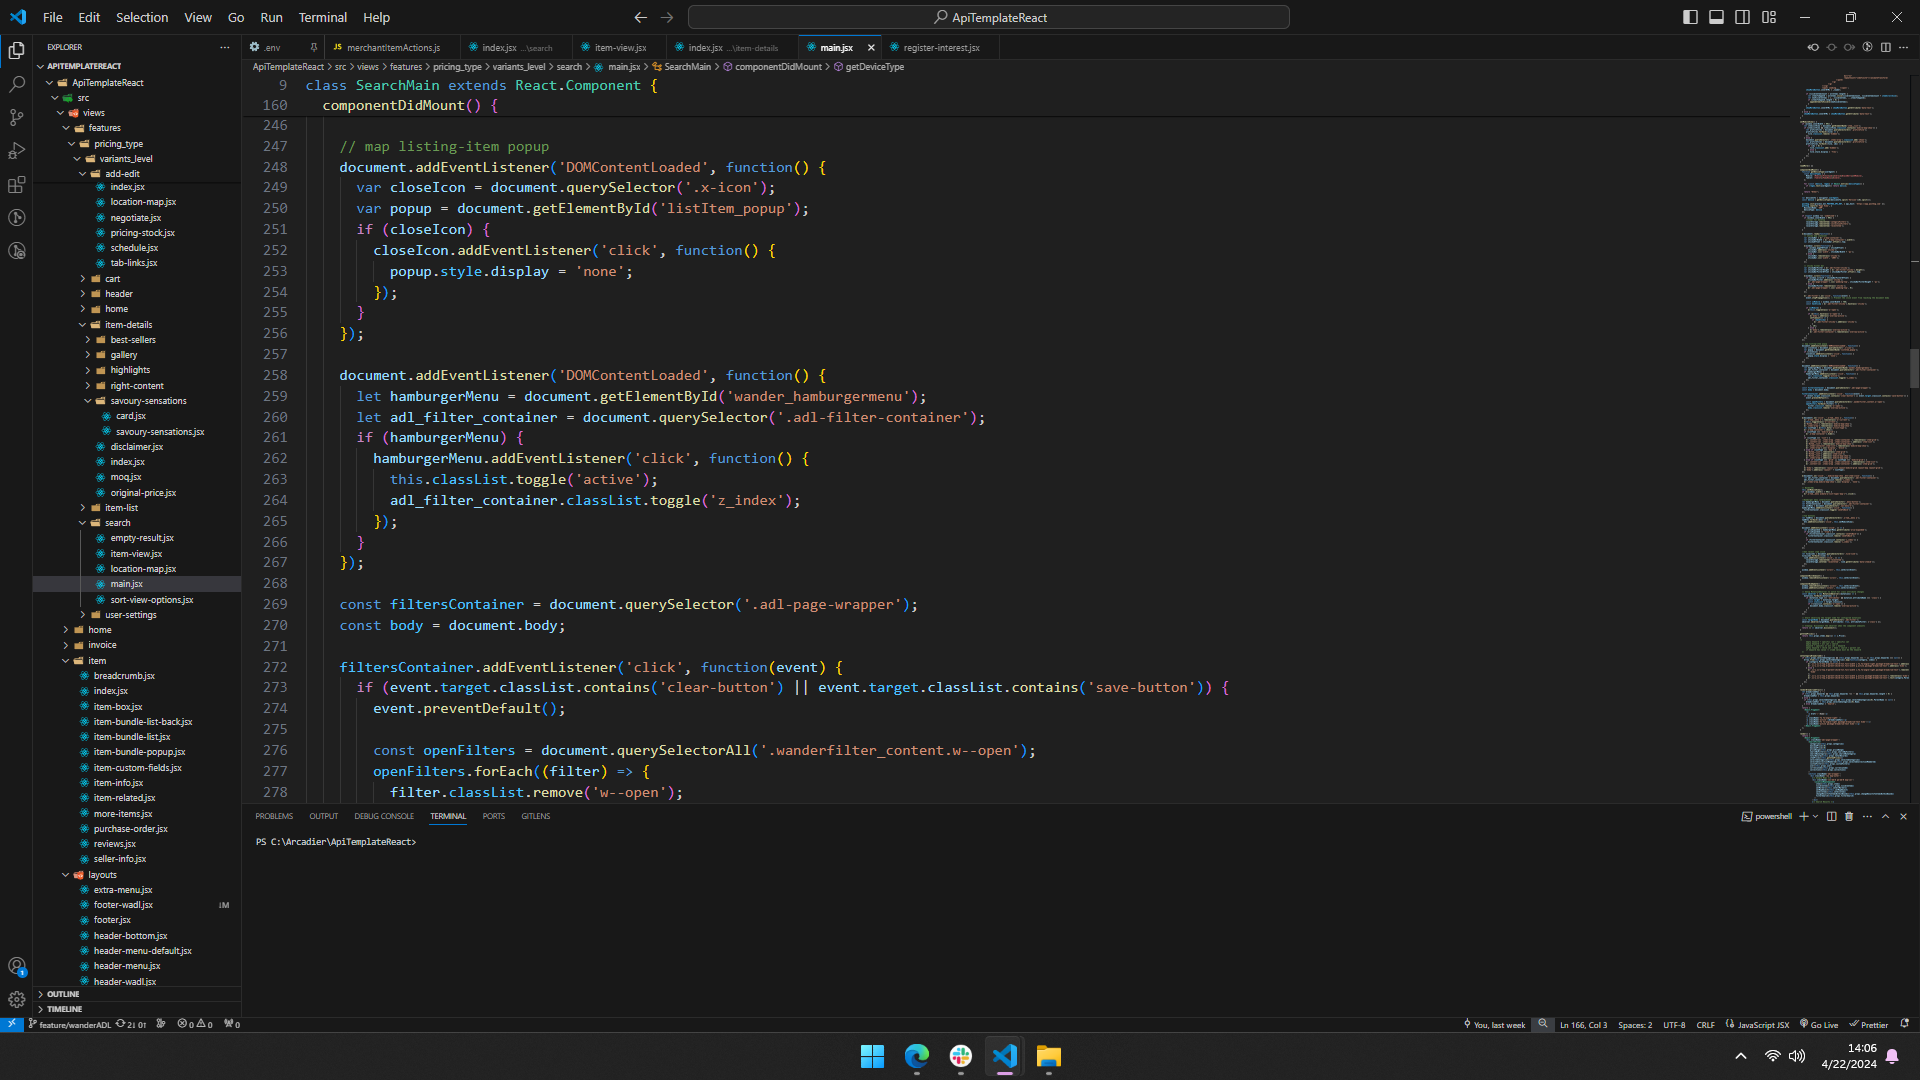 File Edit Selection View Go Run Terminal Help
ApiTemplateReact
EXPLORER
.env
merchantItemActions.js
index.jsx ...\search
item-view.jsx
index.jsx ...\item-details
main.jsx
register-interest.jsx
APITEMPLATEREACT
ApiTemplateReact > src > views > features > pricing_type > variants_level > search > main.jsx > SearchMain > componentDidMount > getDeviceType
ApiTemplateReact
src
views
features
pricing_type
variants_level
add-edit
index.jsx
location-map.jsx
negotiate.jsx
pricing-stock.jsx
schedule.jsx
tab-links.jsx
cart
header
home
item-details
best-sellers
gallery
highlights
right-content
savoury-sensations
card.jsx
savoury-sensations.jsx
disclaimer.jsx
index.jsx
moq.jsx
original-price.jsx
item-list
search
empty-result.jsx
item-view.jsx
location-map.jsx
main.jsx
sort-view-options.jsx
user-settings
home
invoice
item
breadcrumb.jsx
index.jsx
item-box.jsx
item-bundle-list-back.jsx
item-bundle-list.jsx
item-bundle-popup.jsx
item-custom-fields.jsx
item-info.jsx
item-related.jsx
more-items.jsx
purchase-order.jsx
reviews.jsx
seller-info.jsx
layouts
extra-menu.jsx
footer-wadl.jsx ↓M
footer.jsx
header-bottom.jsx
header-menu-default.jsx
header-menu.jsx
header-wadl.jsx
OUTLINE
TIMELINE
9 class SearchMain extends React.Component {
160 componentDidMount() {
246
247 // map listing-item popup
248 document.addEventListener('DOMContentLoaded', function() {
249 var closeIcon = document.querySelector('.x-icon');
250 var popup = document.getElementById('listItem_popup');
251 if (closeIcon) {
252 closeIcon.addEventListener('click', function() {
253 popup.style.display = 'none';
254 });
255 }
256 });
257
258 document.addEventListener('DOMContentLoaded', function() {
259 let hamburgerMenu = document.getElementById('wander_hamburgermenu');
260 let adl_filter_container = document.querySelector('.adl-filter-container');
261 if (hamburgerMenu) {
262 hamburgerMenu.addEventListener('click', function() {
263 this.classList.toggle('active');
264 adl_filter_container.classList.toggle('z_index');
265 });
266 }
267 });
268
269 const filtersContainer = document.querySelector('.adl-page-wrapper');
270 const body = document.body;
271
272 filtersContainer.addEventListener('click', function(event) {
273 if (event.target.classList.contains('clear-button') || event.target.classList.contains('save-button')) {
274 event.preventDefault();
275
276 const openFilters = document.querySelectorAll('.wanderfilter_content.w--open');
277 openFilters.forEach((filter) => {
278 filter.classList.remove('w--open');
PROBLEMS OUTPUT DEBUG CONSOLE TERMINAL PORTS GITLENS
powershell
PS C:\Arcadier\ApiTemplateReact>
feature/wanderADL 2↓ 0↑ 0 0 0
You, last week
Ln 166, Col 3 Spaces: 2 UTF-8 CRLF JavaScript JSX Go Live Prettier
14:06
4/22/2024